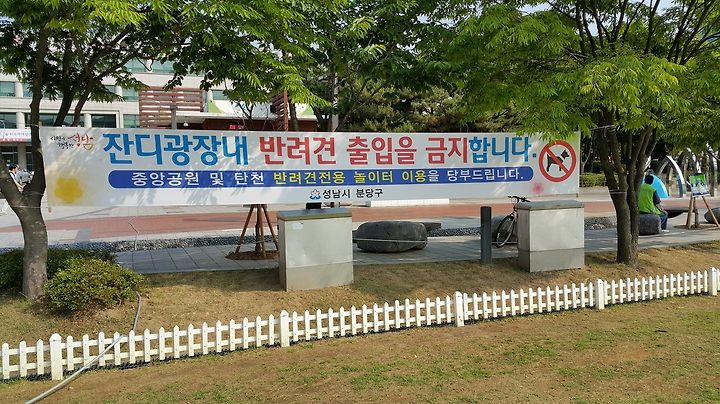 성남
잔디광장내 반려견 출입을 금지합니다.
중앙공원 및 탄천 반려견전용 놀이터 이용을 당부드립니다.
성남시 분당구